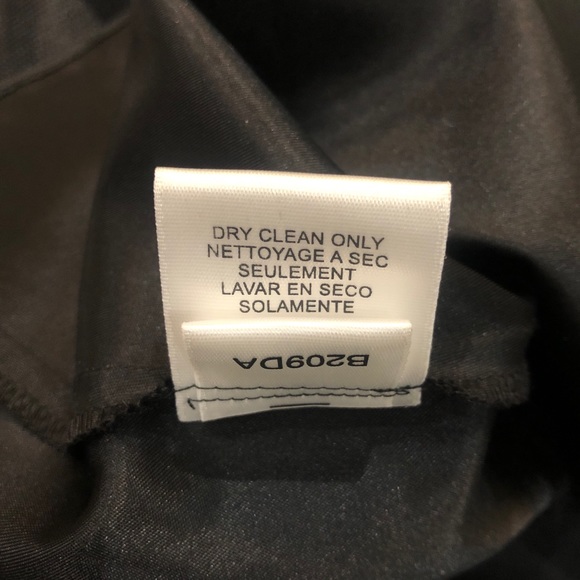 DRY CLEAN ONLY
NETTOYAGE A SEC
SEULEMENT
LAVAR EN SECO
SOLAMENTE
B209DA